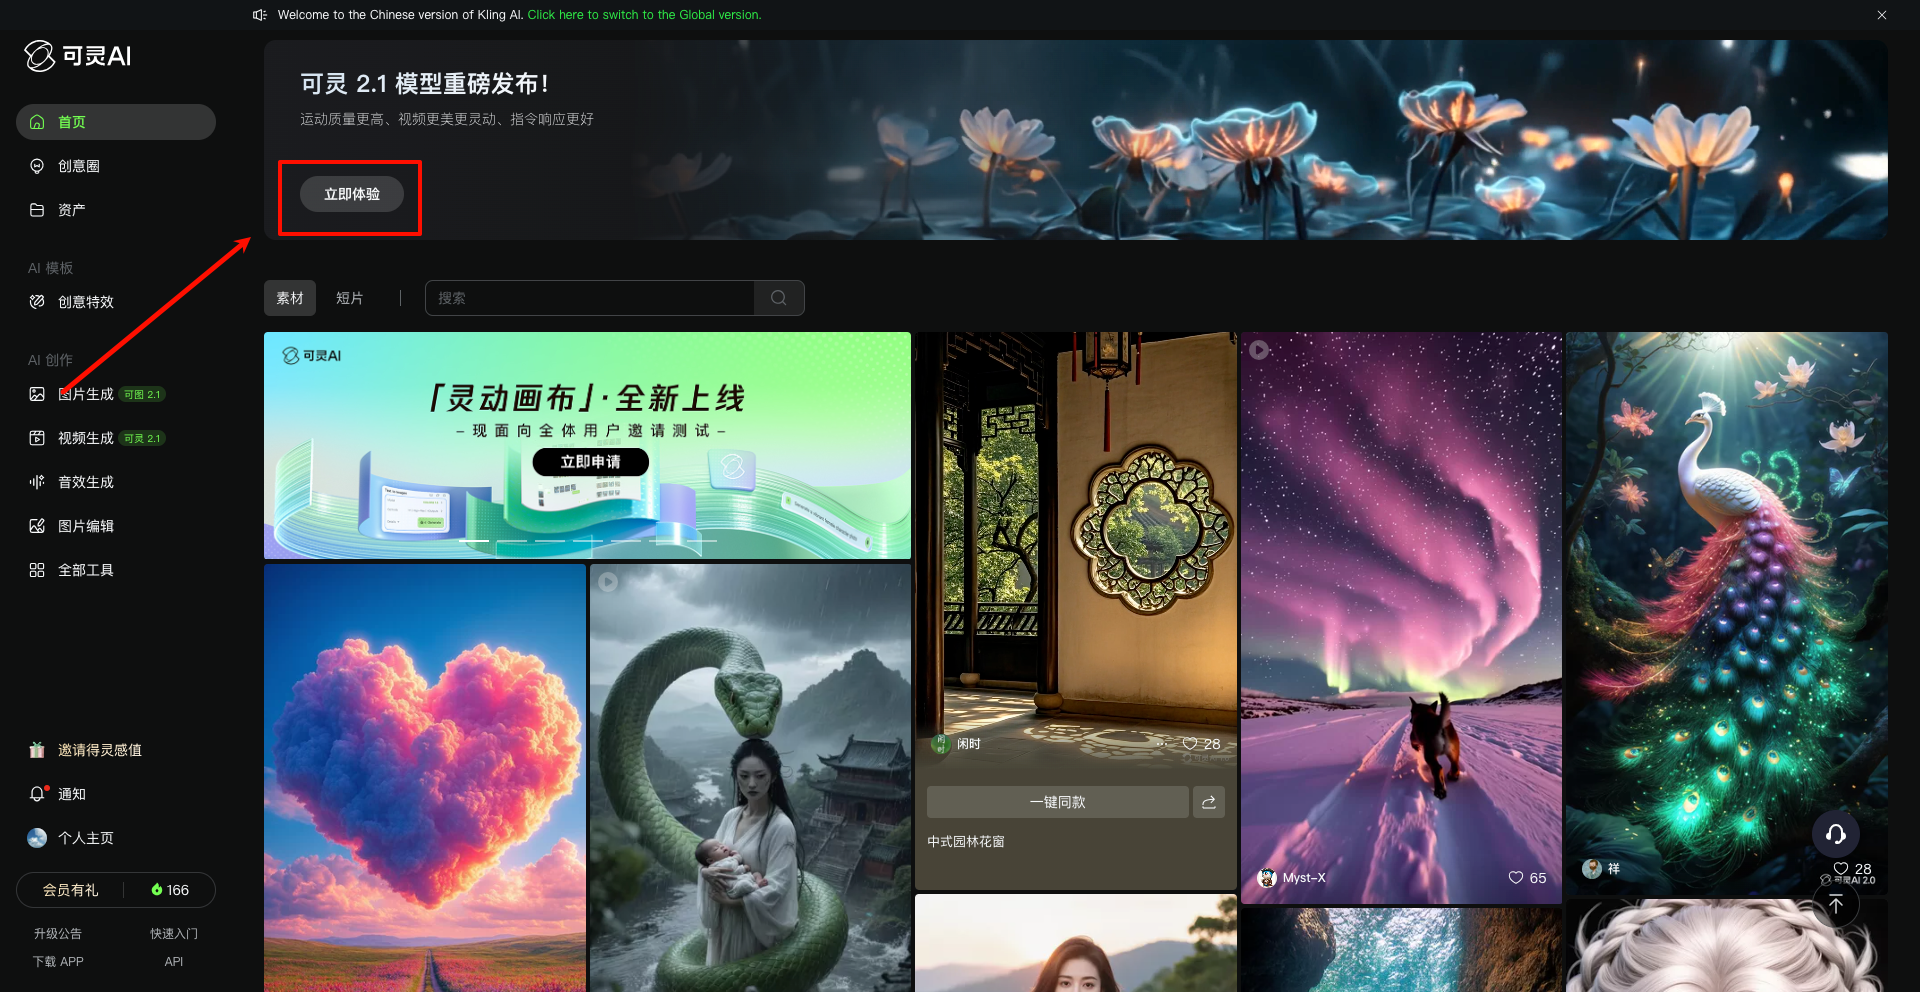 Welcome to the Chinese version of Kling AI. Click here to switch to the Global version.
可灵AI
首页
创意圈
资产
AI 模板
创意特效
AI 创作
图片生成 可图 2.1
视频生成 可灵 2.1
音效生成
图片编辑
全部工具
邀请得灵感值
通知
个人主页
会员有礼 166
升级公告 快速入门
下载 APP API
可灵 2.1 模型重磅发布!
运动质量更高、视频更美更灵动、指令响应更好
立即体验
素材 短片 搜索
可灵AI
「灵动画布」·全新上线
–现面向全体用户邀请测试–
立即申请
闲时 28
一键同款
中式园林花窗
Myst-X 65
祥 28
可灵AI 2.0